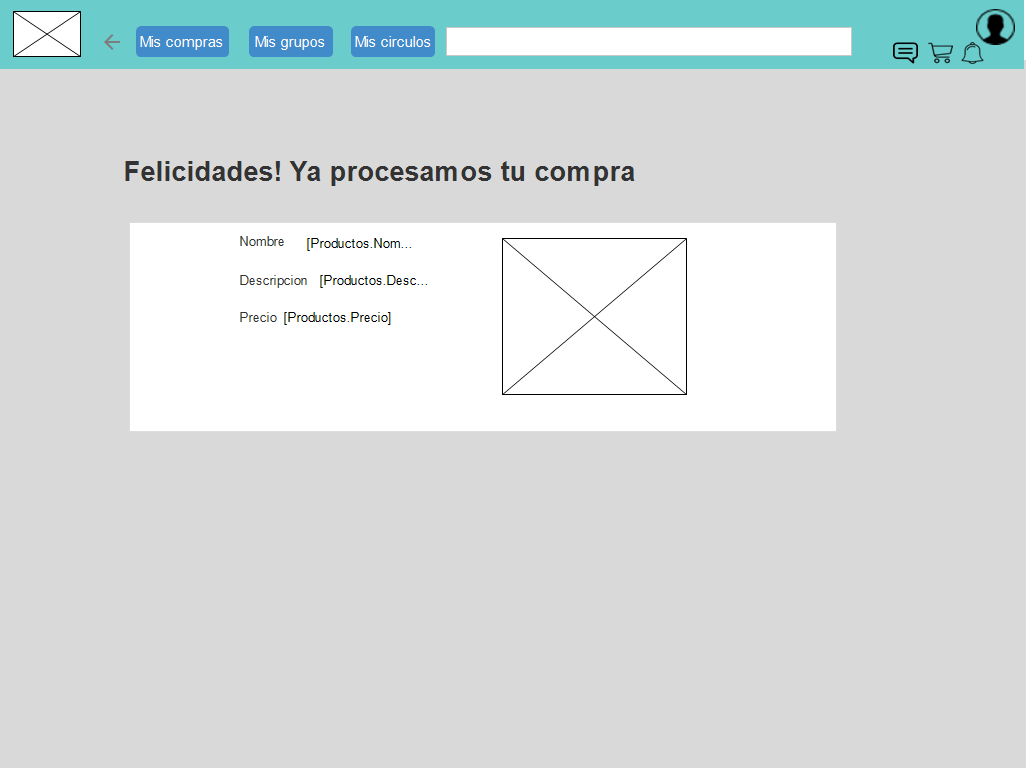 Mis compras Mis grupos Mis circulos
Felicidades! Ya procesamos tu compra
Nombre [Productos.Nom...
Descripcion [Productos.Desc...
Precio [Productos.Precio]